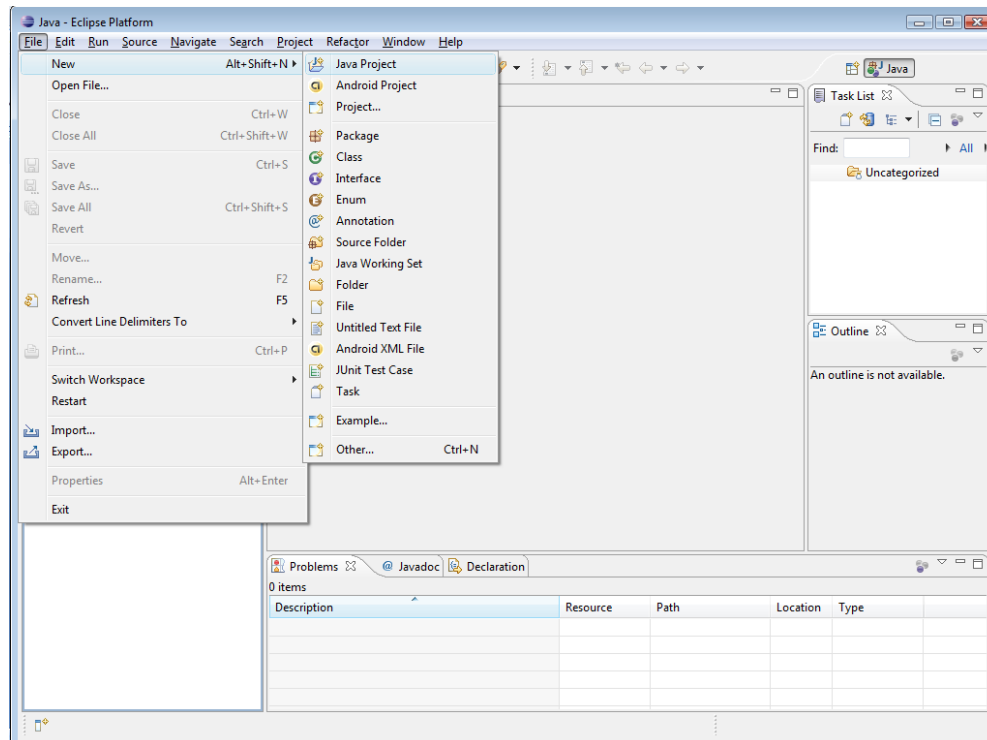 Java - Eclipse Platform
File Edit Run Source Navigate Search Project Refactor Window Help
New Alt+Shift+N
Open File...
Close Ctrl+W
Close All Ctrl+Shift+W
Save Ctrl+S
Save As...
Save All Ctrl+Shift+S
Revert
Move...
Rename... F2
Refresh F5
Convert Line Delimiters To
Print... Ctrl+P
Switch Workspace
Restart
Import...
Export...
Properties Alt+Enter
Exit
Java Project
Android Project
Project...
Package
Class
Interface
Enum
Annotation
Source Folder
Java Working Set
Folder
File
Untitled Text File
Android XML File
JUnit Test Case
Task
Example...
Other... Ctrl+N
Java
Task List
Find: All
Uncategorized
Outline
An outline is not available.
Problems @ Javadoc Declaration
0 items
Description Resource Path Location Type